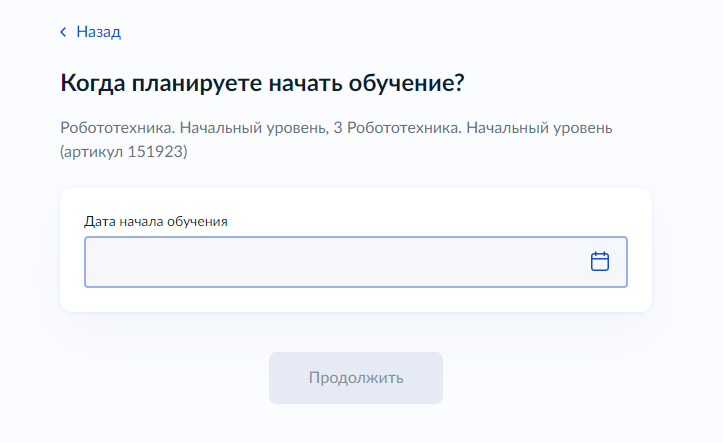 Назад
Когда планируете начать обучение?
Робототехника. Начальный уровень, 3 Робототехника. Начальный уровень
(артикул 151923)
Дата начала обучения
Продолжить